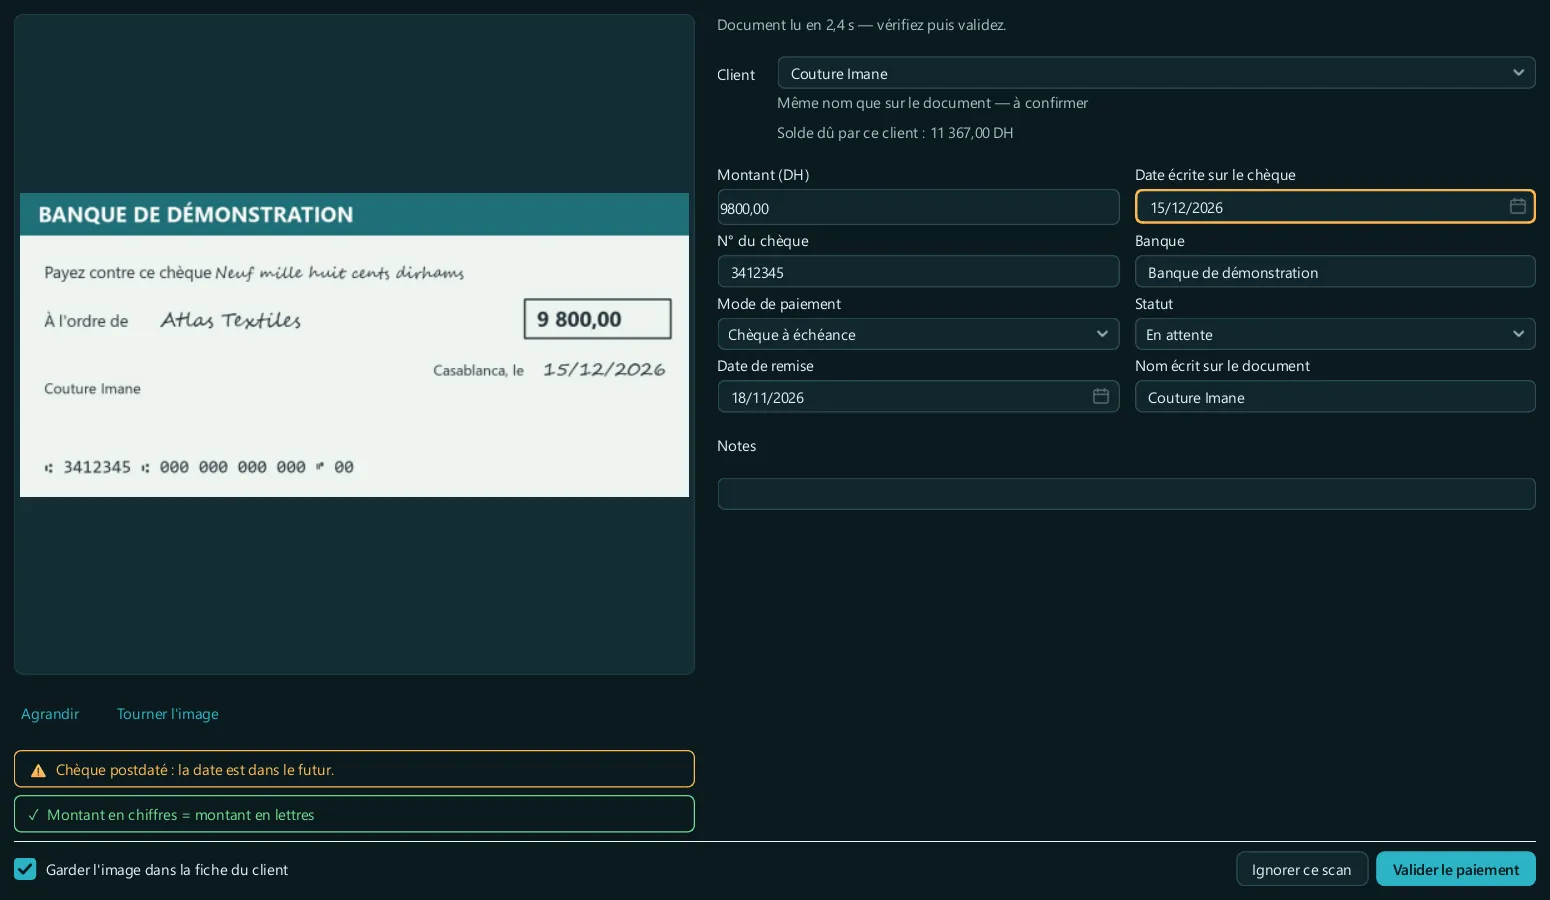 BANQUE DE DÉMONSTRATION
Payez contre ce chèque Neuf mille huit cents dirhams
À l'ordre de Atlas Textiles
9 800,00
Casablanca, le 15/12/2026
Couture Imane
⑆ 3412345 ⑆ 000 000 000 000 ⑈ 00
Agrandir
Tourner l'image
Chèque postdaté : la date est dans le futur.
✓ Montant en chiffres = montant en lettres
Document lu en 2,4 s — vérifiez puis validez.
Client
Couture Imane
Même nom que sur le document — à confirmer
Solde dû par ce client : 11 367,00 DH
Montant (DH)
9800,00
Date écrite sur le chèque
15/12/2026
N° du chèque
3412345
Banque
Banque de démonstration
Mode de paiement
Chèque à échéance
Statut
En attente
Date de remise
18/11/2026
Nom écrit sur le document
Couture Imane
Notes
Garder l'image dans la fiche du client
Ignorer ce scan
Valider le paiement